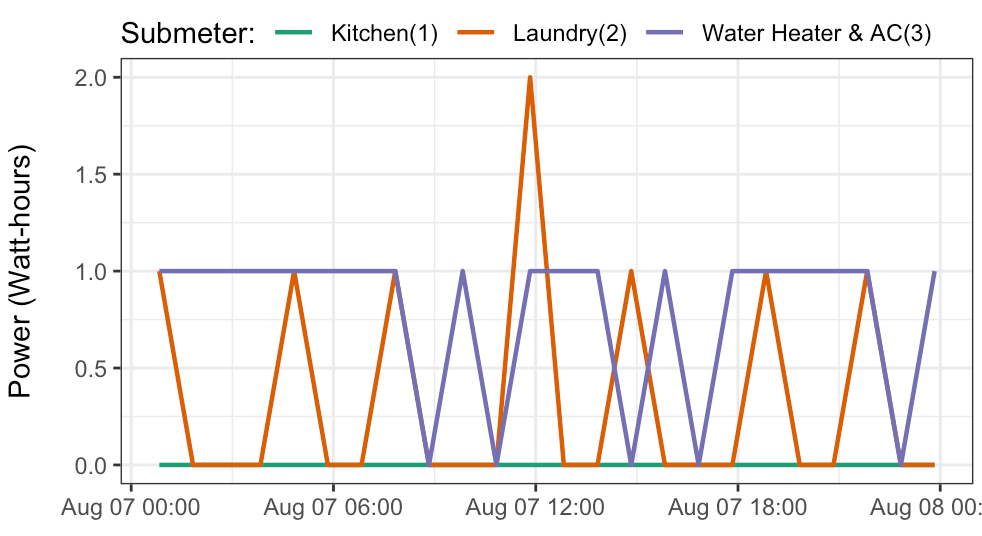 Submeter: Kitchen(1) Laundry(2) Water Heater & AC(3)
Power (Watt-hours)
2.0
1.5
1.0
0.5
0.0
Aug 07 00:00 Aug 07 06:00 Aug 07 12:00 Aug 07 18:00 Aug 08 00: